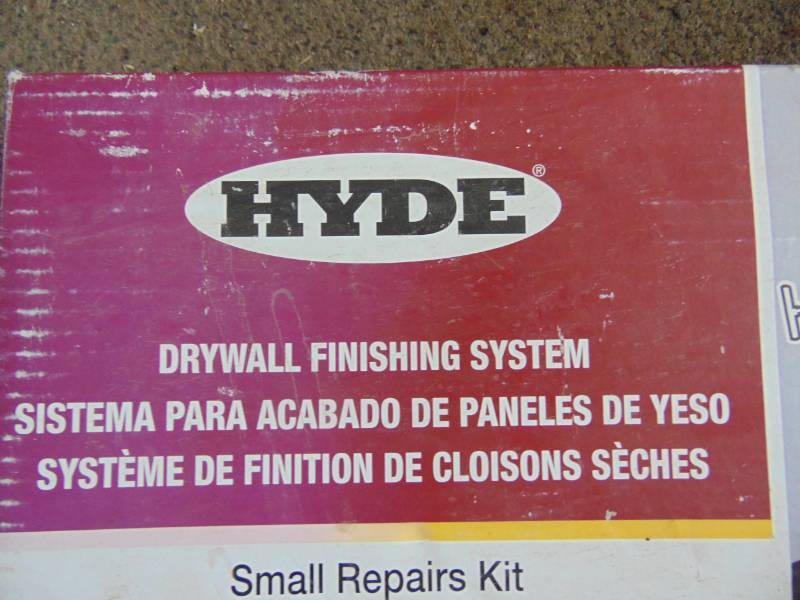 HYDE®
DRYWALL FINISHING SYSTEM
SISTEMA PARA ACABADO DE PANELES DE YESO
SYSTÈME DE FINITION DE CLOISONS SÈCHES
Small Repairs Kit